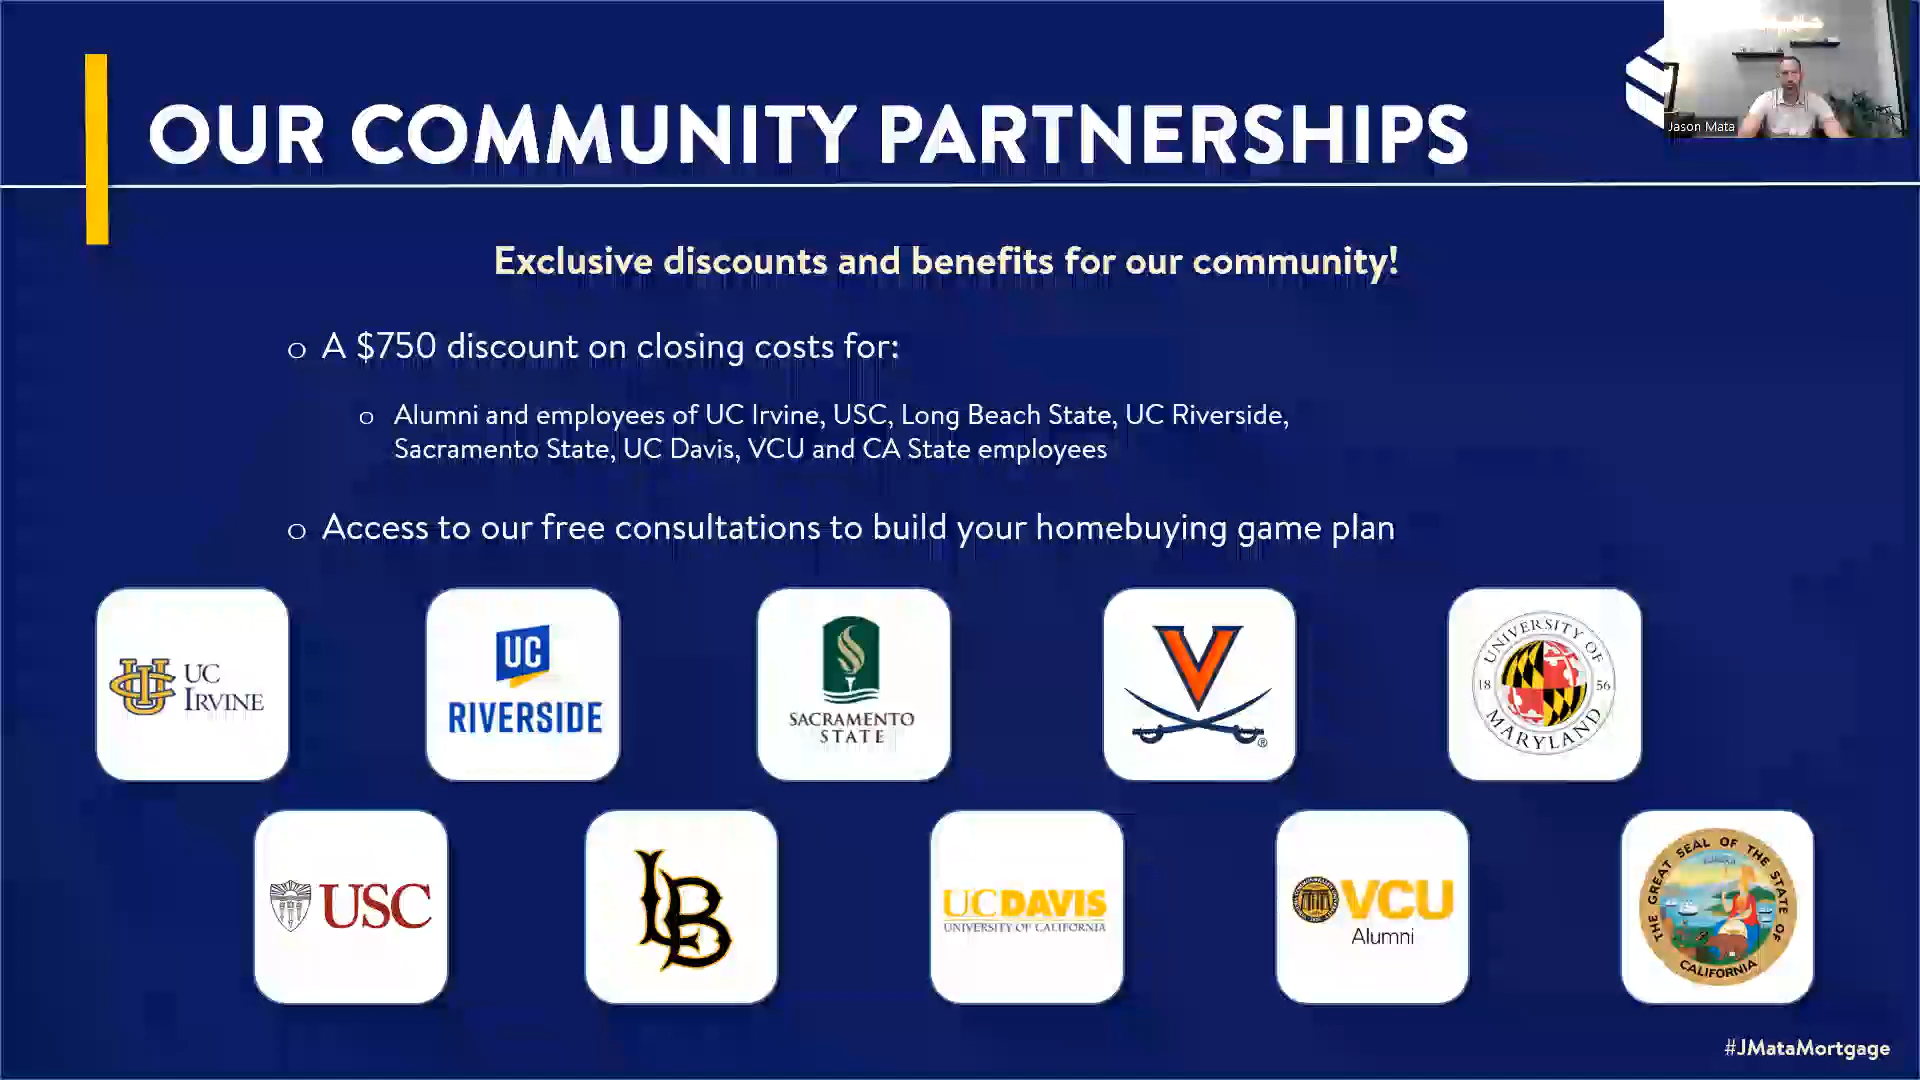 OUR COMMUNITY PARTNERSHIPS
Jason Mata
Exclusive discounts and benefits for our community!
o A $750 discount on closing costs for:
o Alumni and employees of UC Irvine, USC, Long Beach State, UC Riverside,
Sacramento State, UC Davis, VCU and CA State employees
o Access to our free consultations to build your homebuying game plan
UC
IRVINE
UC
RIVERSIDE
SACRAMENTO
STATE
V
®
UNIVERSITY OF
18 56
MARYLAND
USC
LB
UC DAVIS
UNIVERSITY OF CALIFORNIA
VCU
Alumni
THE GREAT SEAL OF THE STATE OF
CALIFORNIA
#JMataMortgage